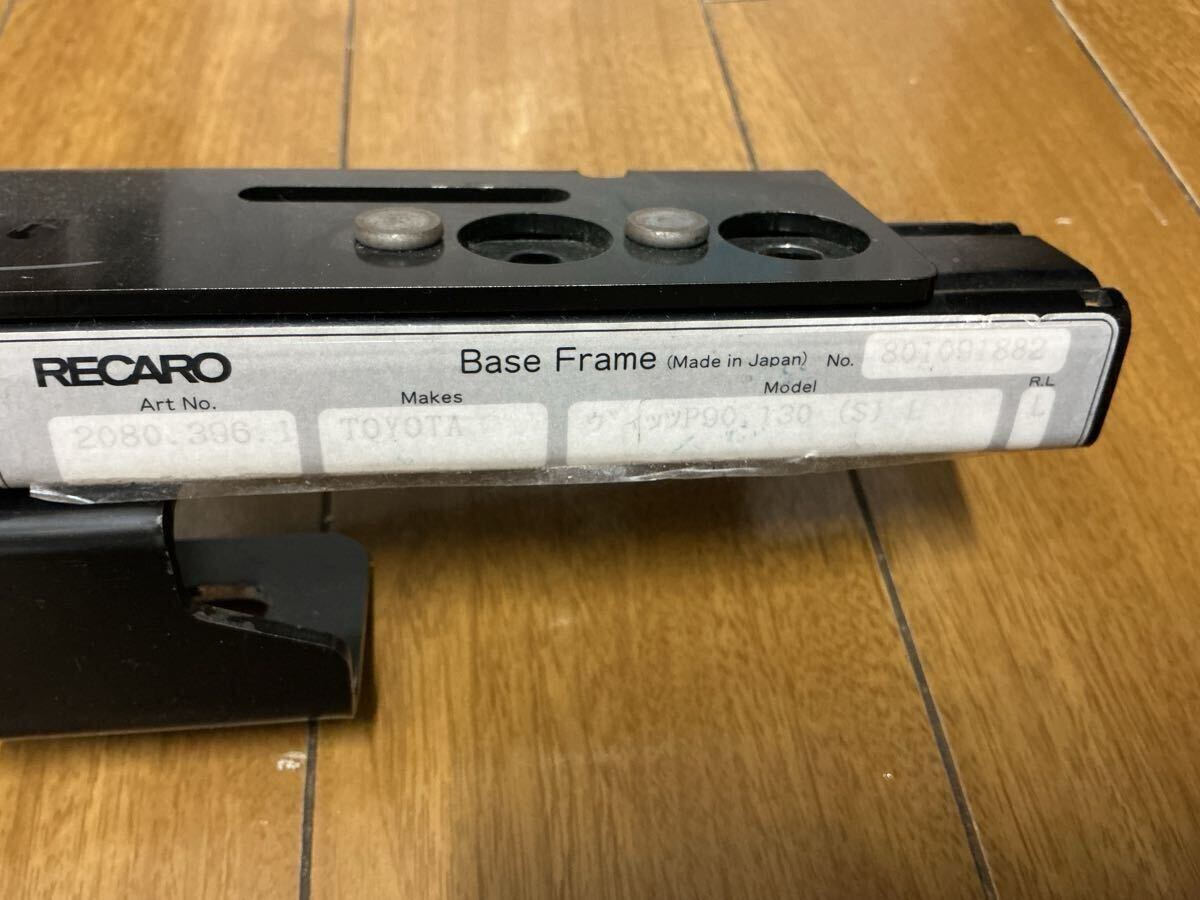 RECARO Base Frame (Made in Japan) No. 801091882
Art No. Makes Model R.L
2080.396.1 TOYOTA ヴィッツP90.130 (S) L L